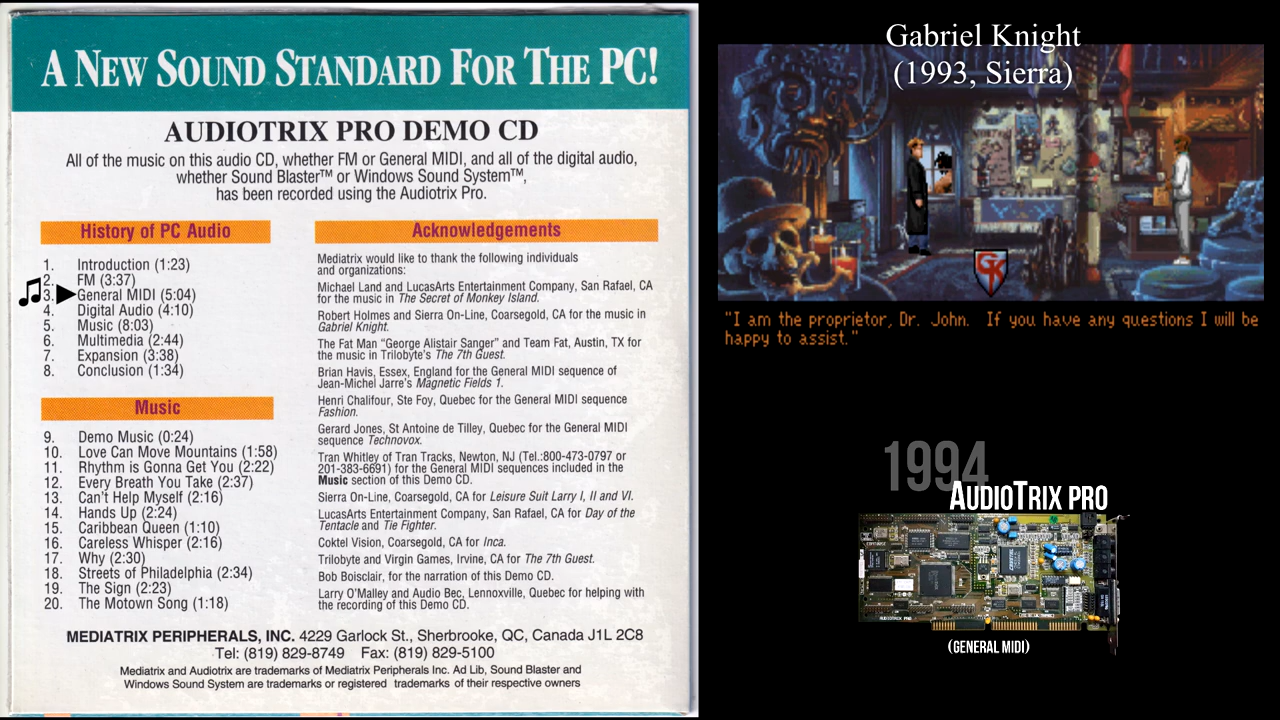 A NEW SOUND STANDARD FOR THE PC!
AUDIOTRIX PRO DEMO CD
All of the music on this audio CD, whether FM or General MIDI, and all of the digital audio,
whether Sound Blaster™ or Windows Sound System™,
has been recorded using the Audiotrix Pro.
History of PC Audio
1. Introduction (1:23)
2. FM (3:37)
3. General MIDI (5:04)
4. Digital Audio (4:10)
5. Music (8:03)
6. Multimedia (2:44)
7. Expansion (3:38)
8. Conclusion (1:34)
Music
9. Demo Music (0:24)
10. Love Can Move Mountains (1:58)
11. Rhythm is Gonna Get You (2:22)
12. Every Breath You Take (2:37)
13. Can't Help Myself (2:16)
14. Hands Up (2:24)
15. Caribbean Queen (1:10)
16. Careless Whisper (2:16)
17. Why (2:30)
18. Streets of Philadelphia (2:34)
19. The Sign (2:23)
20. The Motown Song (1:18)
Acknowledgements
Mediatrix would like to thank the following individuals
and organizations:
Michael Land and LucasArts Entertainment Company, San Rafael, CA
for the music in The Secret of Monkey Island.
Robert Holmes and Sierra On-Line, Coarsegold, CA for the music in
Gabriel Knight.
The Fat Man “George Alistair Sanger” and Team Fat, Austin, TX for
the music in Trilobyte's The 7th Guest.
Brian Havis, Essex, England for the General MIDI sequence of
Jean-Michel Jarre's Magnetic Fields 1.
Henri Chalifour, Ste Foy, Quebec for the General MIDI sequence
Fashion.
Gerard Jones, St Antoine de Tilley, Quebec for the General MIDI
sequence Technovox.
Tran Whitley of Tran Tracks, Newton, NJ (Tel.:800-473-0797 or
201-383-6691) for the General MIDI sequences included in the
Music section of this Demo CD.
Sierra On-Line, Coarsegold, CA for Leisure Suit Larry I, II and VI.
LucasArts Entertainment Company, San Rafael, CA for Day of the
Tentacle and Tie Fighter.
Coktel Vision, Coarsegold, CA for Inca.
Trilobyte and Virgin Games, Irvine, CA for The 7th Guest.
Bob Boisclair, for the narration of this Demo CD.
Larry O'Malley and Audio Bec, Lennoxville, Quebec for helping with
the recording of this Demo CD.
MEDIATRIX PERIPHERALS, INC. 4229 Garlock St., Sherbrooke, QC, Canada J1L 2C8
Tel: (819) 829-8749 Fax: (819) 829-5100
Mediatrix and Audiotrix are trademarks of Mediatrix Peripherals Inc. Ad Lib, Sound Blaster and
Windows Sound System are trademarks or registered trademarks of their respective owners
Gabriel Knight
(1993, Sierra)
GK
"I am the proprietor, Dr. John. If you have any questions I will be
happy to assist."
1994
AUDIOTRIX PRO
AUDIOTRIX PRO
(GENERAL MIDI)